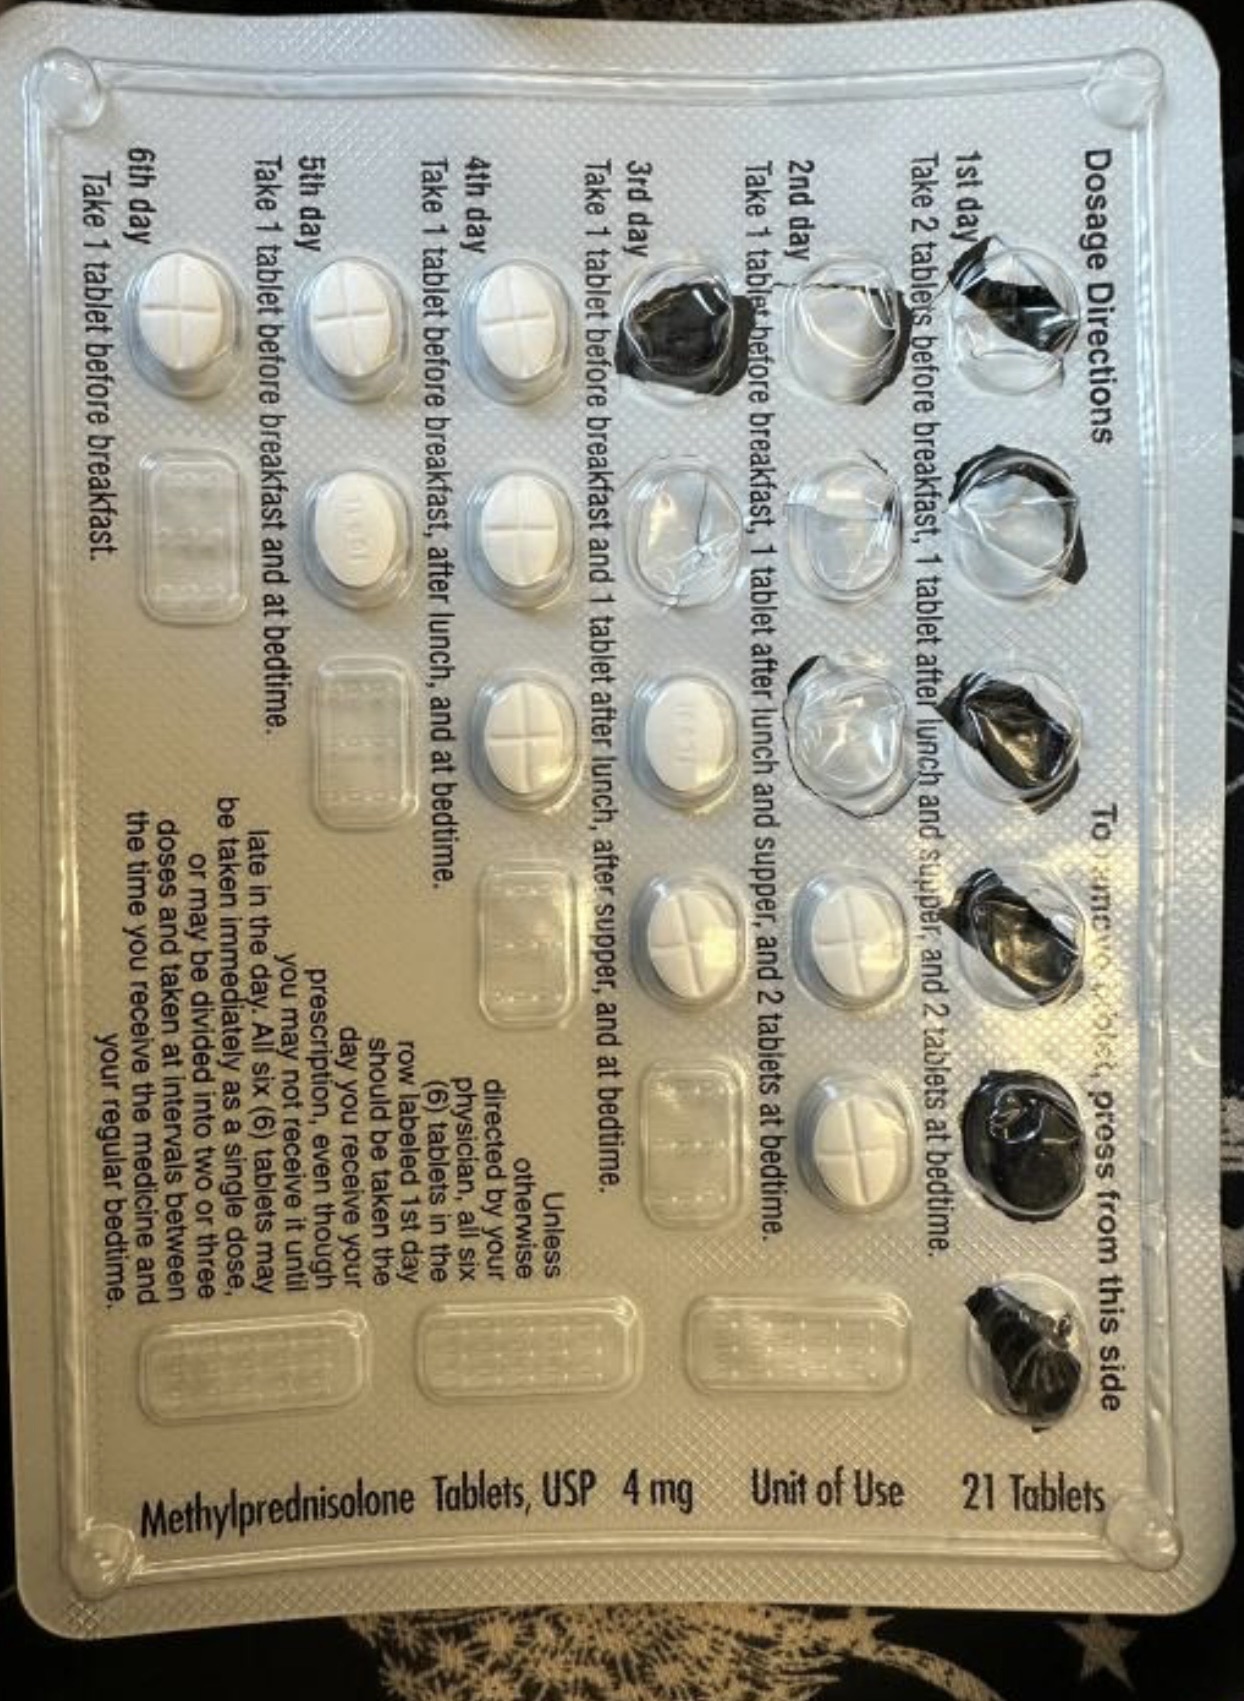 Dosage Directions
To remove tablet, press from this side
1st day
Take 2 tablets before breakfast, 1 tablet after lunch and supper, and 2 tablets at bedtime.
2nd day
Take 1 tablet before breakfast, 1 tablet after lunch and supper, and 2 tablets at bedtime.
3rd day
Take 1 tablet before breakfast and 1 tablet after lunch, after supper, and at bedtime.
4th day
Take 1 tablet before breakfast, after lunch, and at bedtime.
5th day
Take 1 tablet before breakfast and at bedtime.
6th day
Take 1 tablet before breakfast.
Unless
otherwise
directed by your
physician, all six
(6) tablets in the
row labeled 1st day
should be taken the
day you receive your
prescription, even though
you may not receive it until
late in the day. All six (6) tablets may
be taken immediately as a single dose,
or may be divided into two or three
doses and taken at intervals between
the time you receive the medicine and
your regular bedtime.
Methylprednisolone Tablets, USP 4 mg Unit of Use 21 Tablets